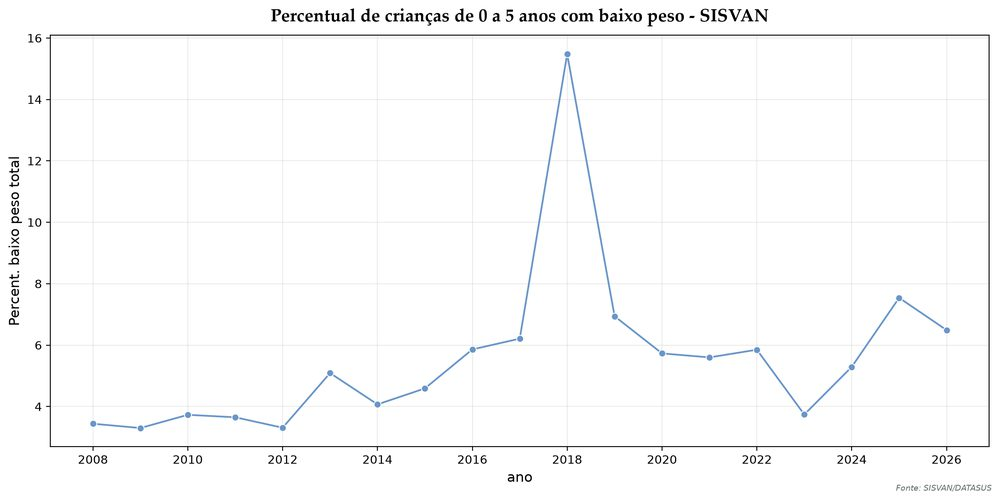 Percentual de crianças de 0 a 5 anos com baixo peso - SISVAN
Percent. baixo peso total
16
14
12
10
8
6
4
2008 2010 2012 2014 2016 2018 2020 2022 2024 2026
ano
Fonte: SISVAN/DATASUS